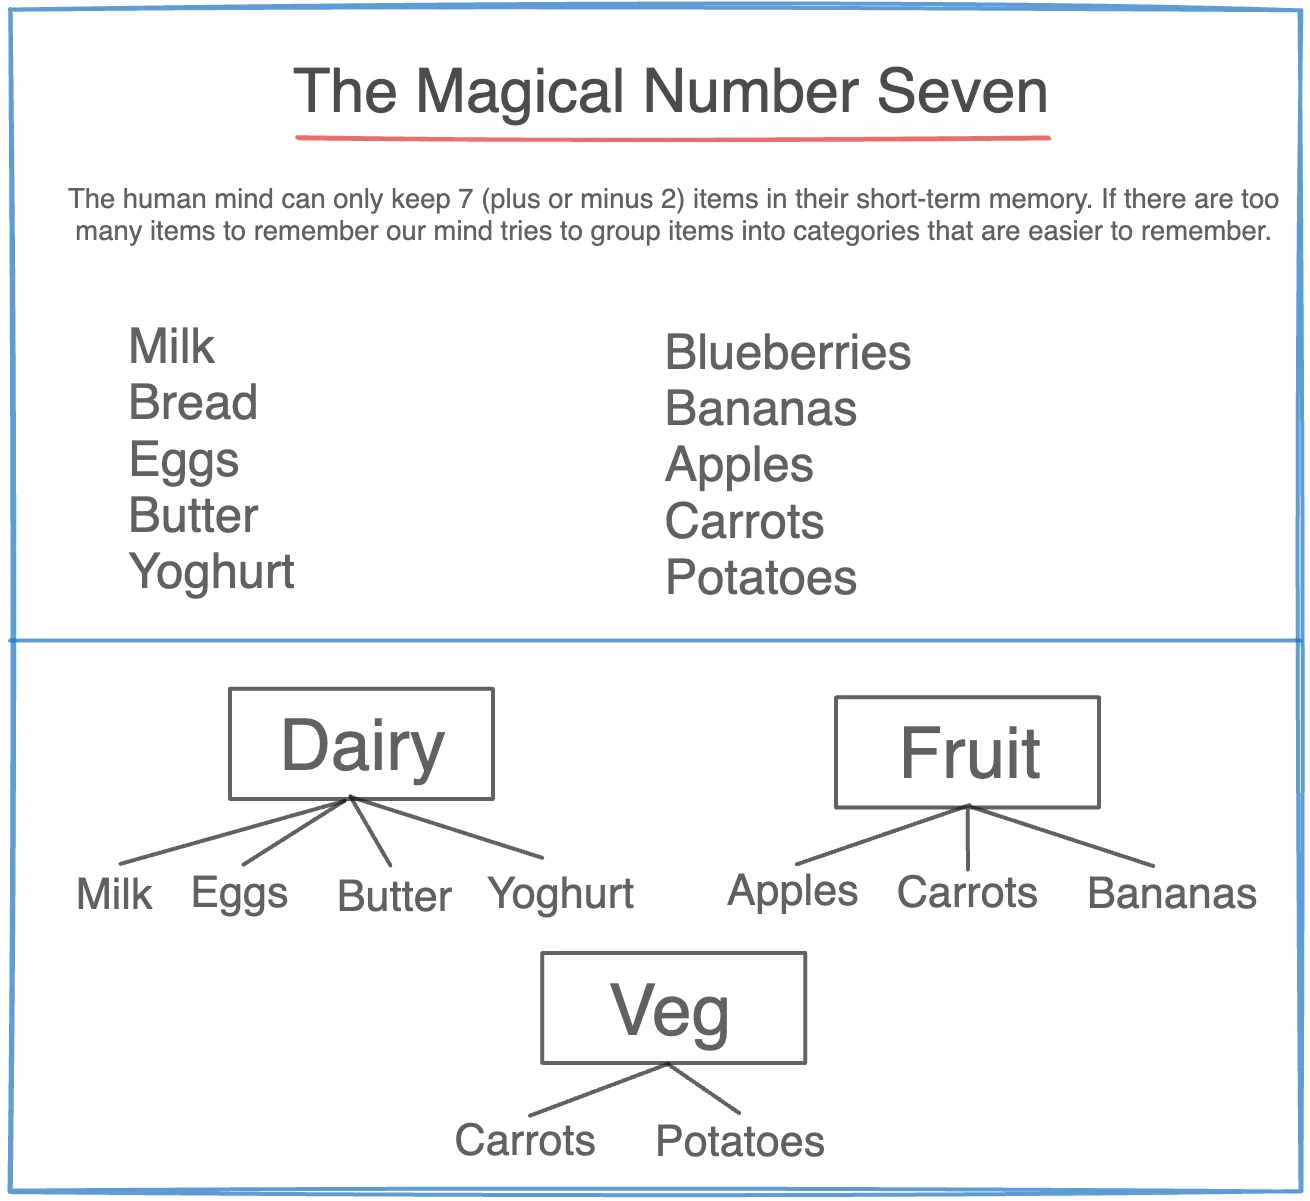 The Magical Number Seven
The human mind can only keep 7 (plus or minus 2) items in their short-term memory. If there are too
many items to remember our mind tries to group items into categories that are easier to remember.
Milk
Bread
Eggs
Butter
Yoghurt
Blueberries
Bananas
Apples
Carrots
Potatoes
Dairy
Milk Eggs Butter Yoghurt
Fruit
Apples Carrots Bananas
Veg
Carrots Potatoes